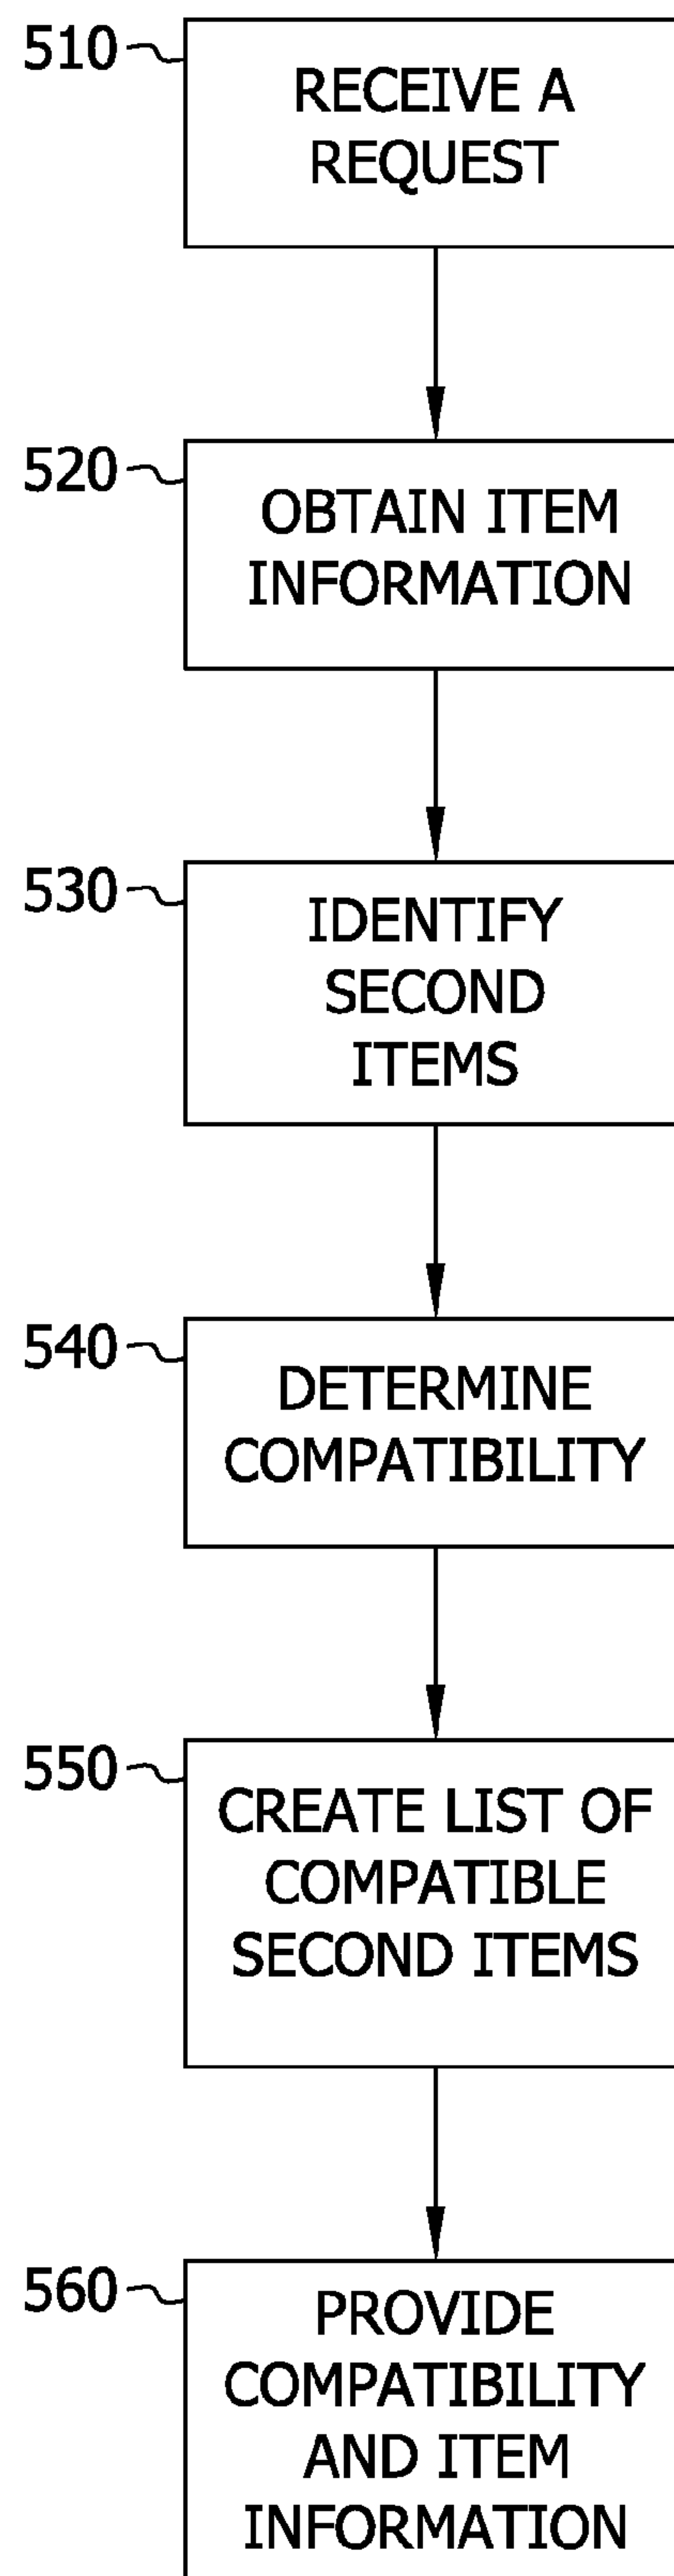 510
RECEIVE A
REQUEST
520
OBTAIN ITEM
INFORMATION
530
IDENTIFY
SECOND
ITEMS
540
DETERMINE
COMPATIBILITY
550
CREATE LIST OF
COMPATIBLE
SECOND ITEMS
560
PROVIDE
COMPATIBILITY
AND ITEM
INFORMATION